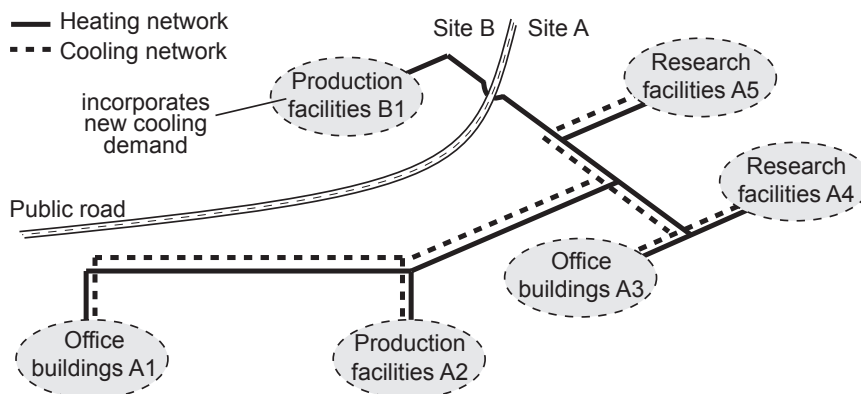 Heating network
Cooling network
Site B
Site A
Production
facilities B1
incorporates
new cooling
demand
Research
facilities A5
Research
facilities A4
Public road
Office
buildings A3
Office
buildings A1
Production
facilities A2